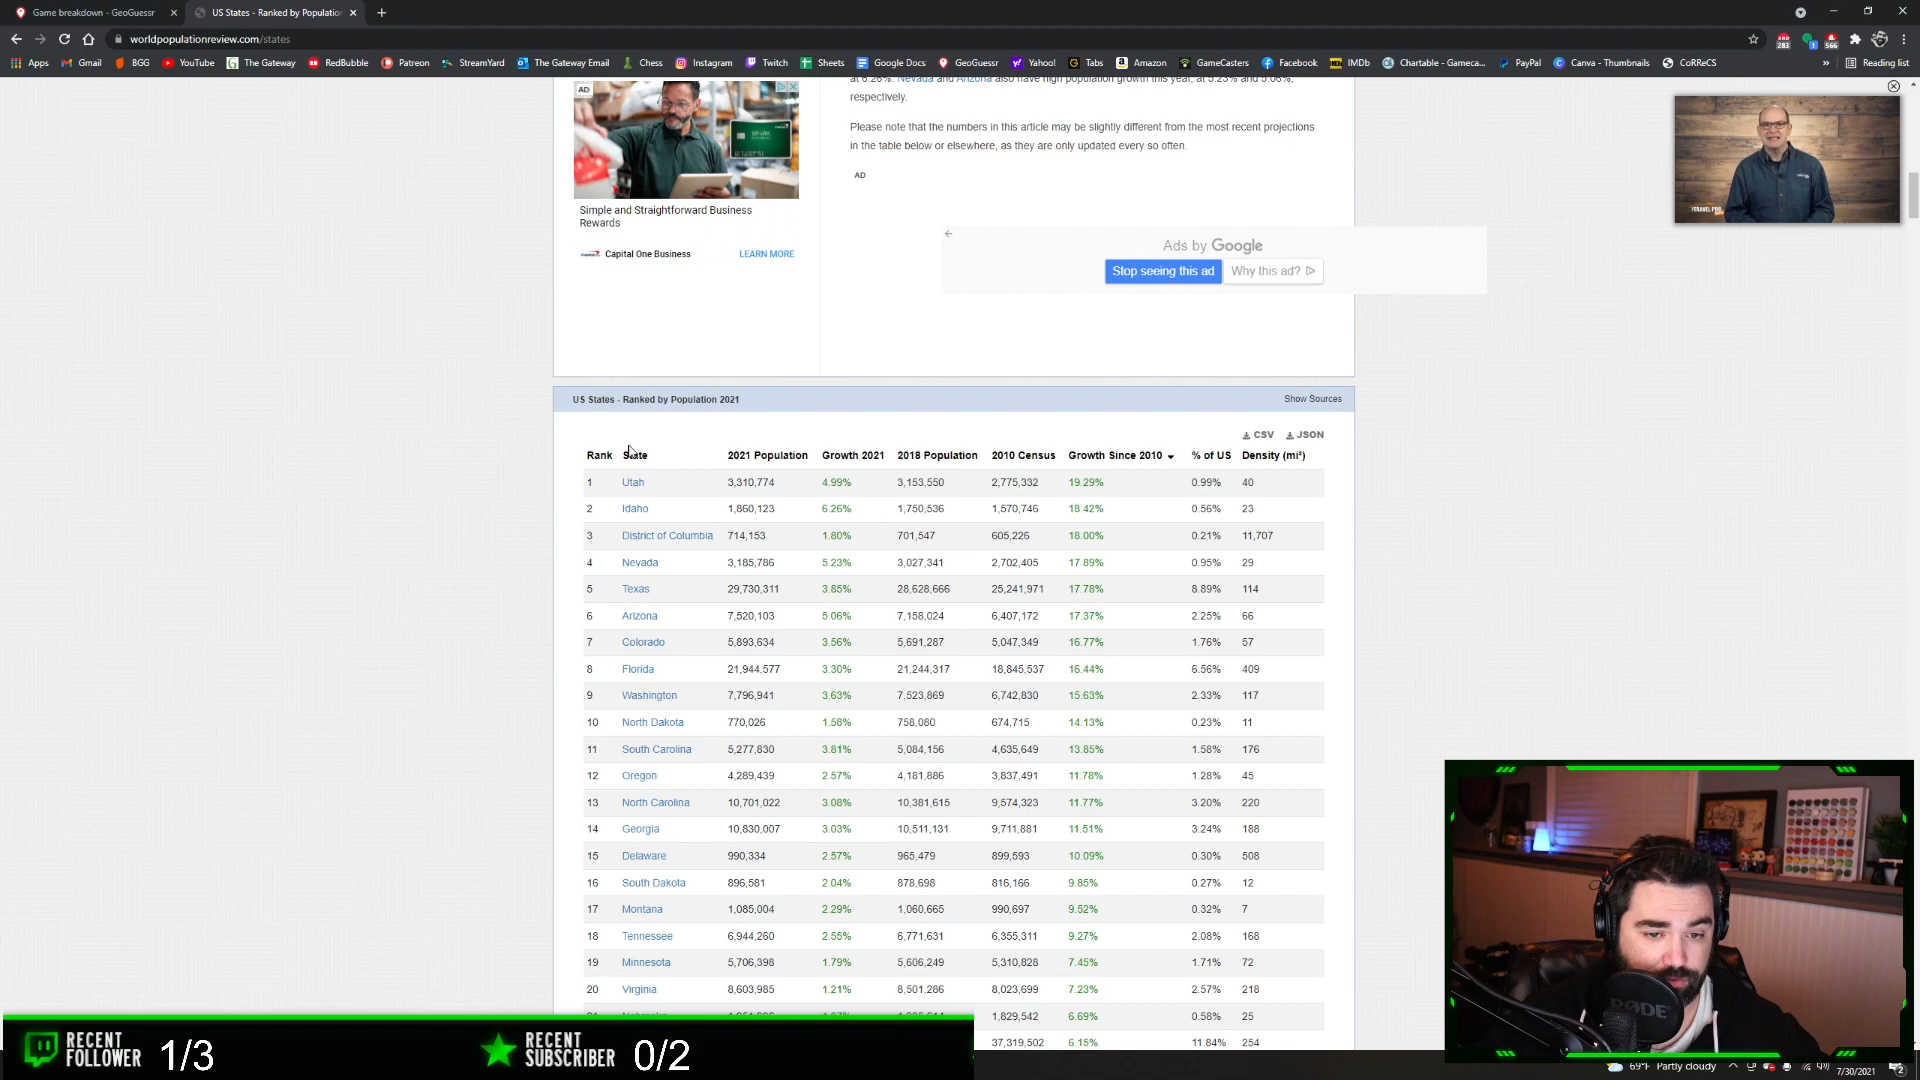 Game breakdown - GeoGuessr
US States - Ranked by Population
worldpopulationreview.com/states
283
566
Apps Gmail BGG YouTube The Gateway RedBubble Patreon StreamYard The Gateway Email Chess Instagram Twitch Sheets Google Docs GeoGuessr Yahoo! Tabs Amazon GameCasters Facebook IMDb Chartable - Gameca... PayPal Canva - Thumbnails CoRReCS » Reading list
at 6.26%. Nevada and Arizona also have high population growth this year, at 5.23% and 5.06%,
respectively.
Please note that the numbers in this article may be slightly different from the most recent projections
in the table below or elsewhere, as they are only updated every so often.
AD
AD
Simple and Straightforward Business
Rewards
Capital One Business LEARN MORE
Ads by Google
Stop seeing this ad Why this ad?
US States - Ranked by Population 2021 Show Sources
CSV JSON
Rank State 2021 Population Growth 2021 2018 Population 2010 Census Growth Since 2010 % of US Density (mi²)
1 Utah 3,310,774 4.99% 3,153,550 2,775,332 19.29% 0.99% 40
2 Idaho 1,860,123 6.26% 1,750,536 1,570,746 18.42% 0.56% 23
3 District of Columbia 714,153 1.80% 701,547 605,226 18.00% 0.21% 11,707
4 Nevada 3,185,786 5.23% 3,027,341 2,702,405 17.89% 0.95% 29
5 Texas 29,730,311 3.85% 28,628,666 25,241,971 17.78% 8.89% 114
6 Arizona 7,520,103 5.06% 7,158,024 6,407,172 17.37% 2.25% 66
7 Colorado 5,893,634 3.56% 5,691,287 5,047,349 16.77% 1.76% 57
8 Florida 21,944,577 3.30% 21,244,317 18,845,537 16.44% 6.56% 409
9 Washington 7,796,941 3.63% 7,523,869 6,742,830 15.63% 2.33% 117
10 North Dakota 770,026 1.58% 758,080 674,715 14.13% 0.23% 11
11 South Carolina 5,277,830 3.81% 5,084,156 4,635,649 13.85% 1.58% 176
12 Oregon 4,289,439 2.57% 4,181,886 3,837,491 11.78% 1.28% 45
13 North Carolina 10,701,022 3.08% 10,381,615 9,574,323 11.77% 3.20% 220
14 Georgia 10,830,007 3.03% 10,511,131 9,711,881 11.51% 3.24% 188
15 Delaware 990,334 2.57% 965,479 899,593 10.09% 0.30% 508
16 South Dakota 896,581 2.04% 878,698 816,166 9.85% 0.27% 12
17 Montana 1,085,004 2.29% 1,060,665 990,697 9.52% 0.32% 7
18 Tennessee 6,944,260 2.55% 6,771,631 6,355,311 9.27% 2.08% 168
19 Minnesota 5,706,398 1.79% 5,606,249 5,310,828 7.45% 1.71% 72
20 Virginia 8,603,985 1.21% 8,501,286 8,023,699 7.23% 2.57% 218
1,829,542 6.69% 0.58% 25
37,319,502 6.15% 11.84% 254
RECENT
FOLLOWER 1/3
RECENT
SUBSCRIBER 0/2
RØDE
69°F Partly cloudy
7/30/2021
2